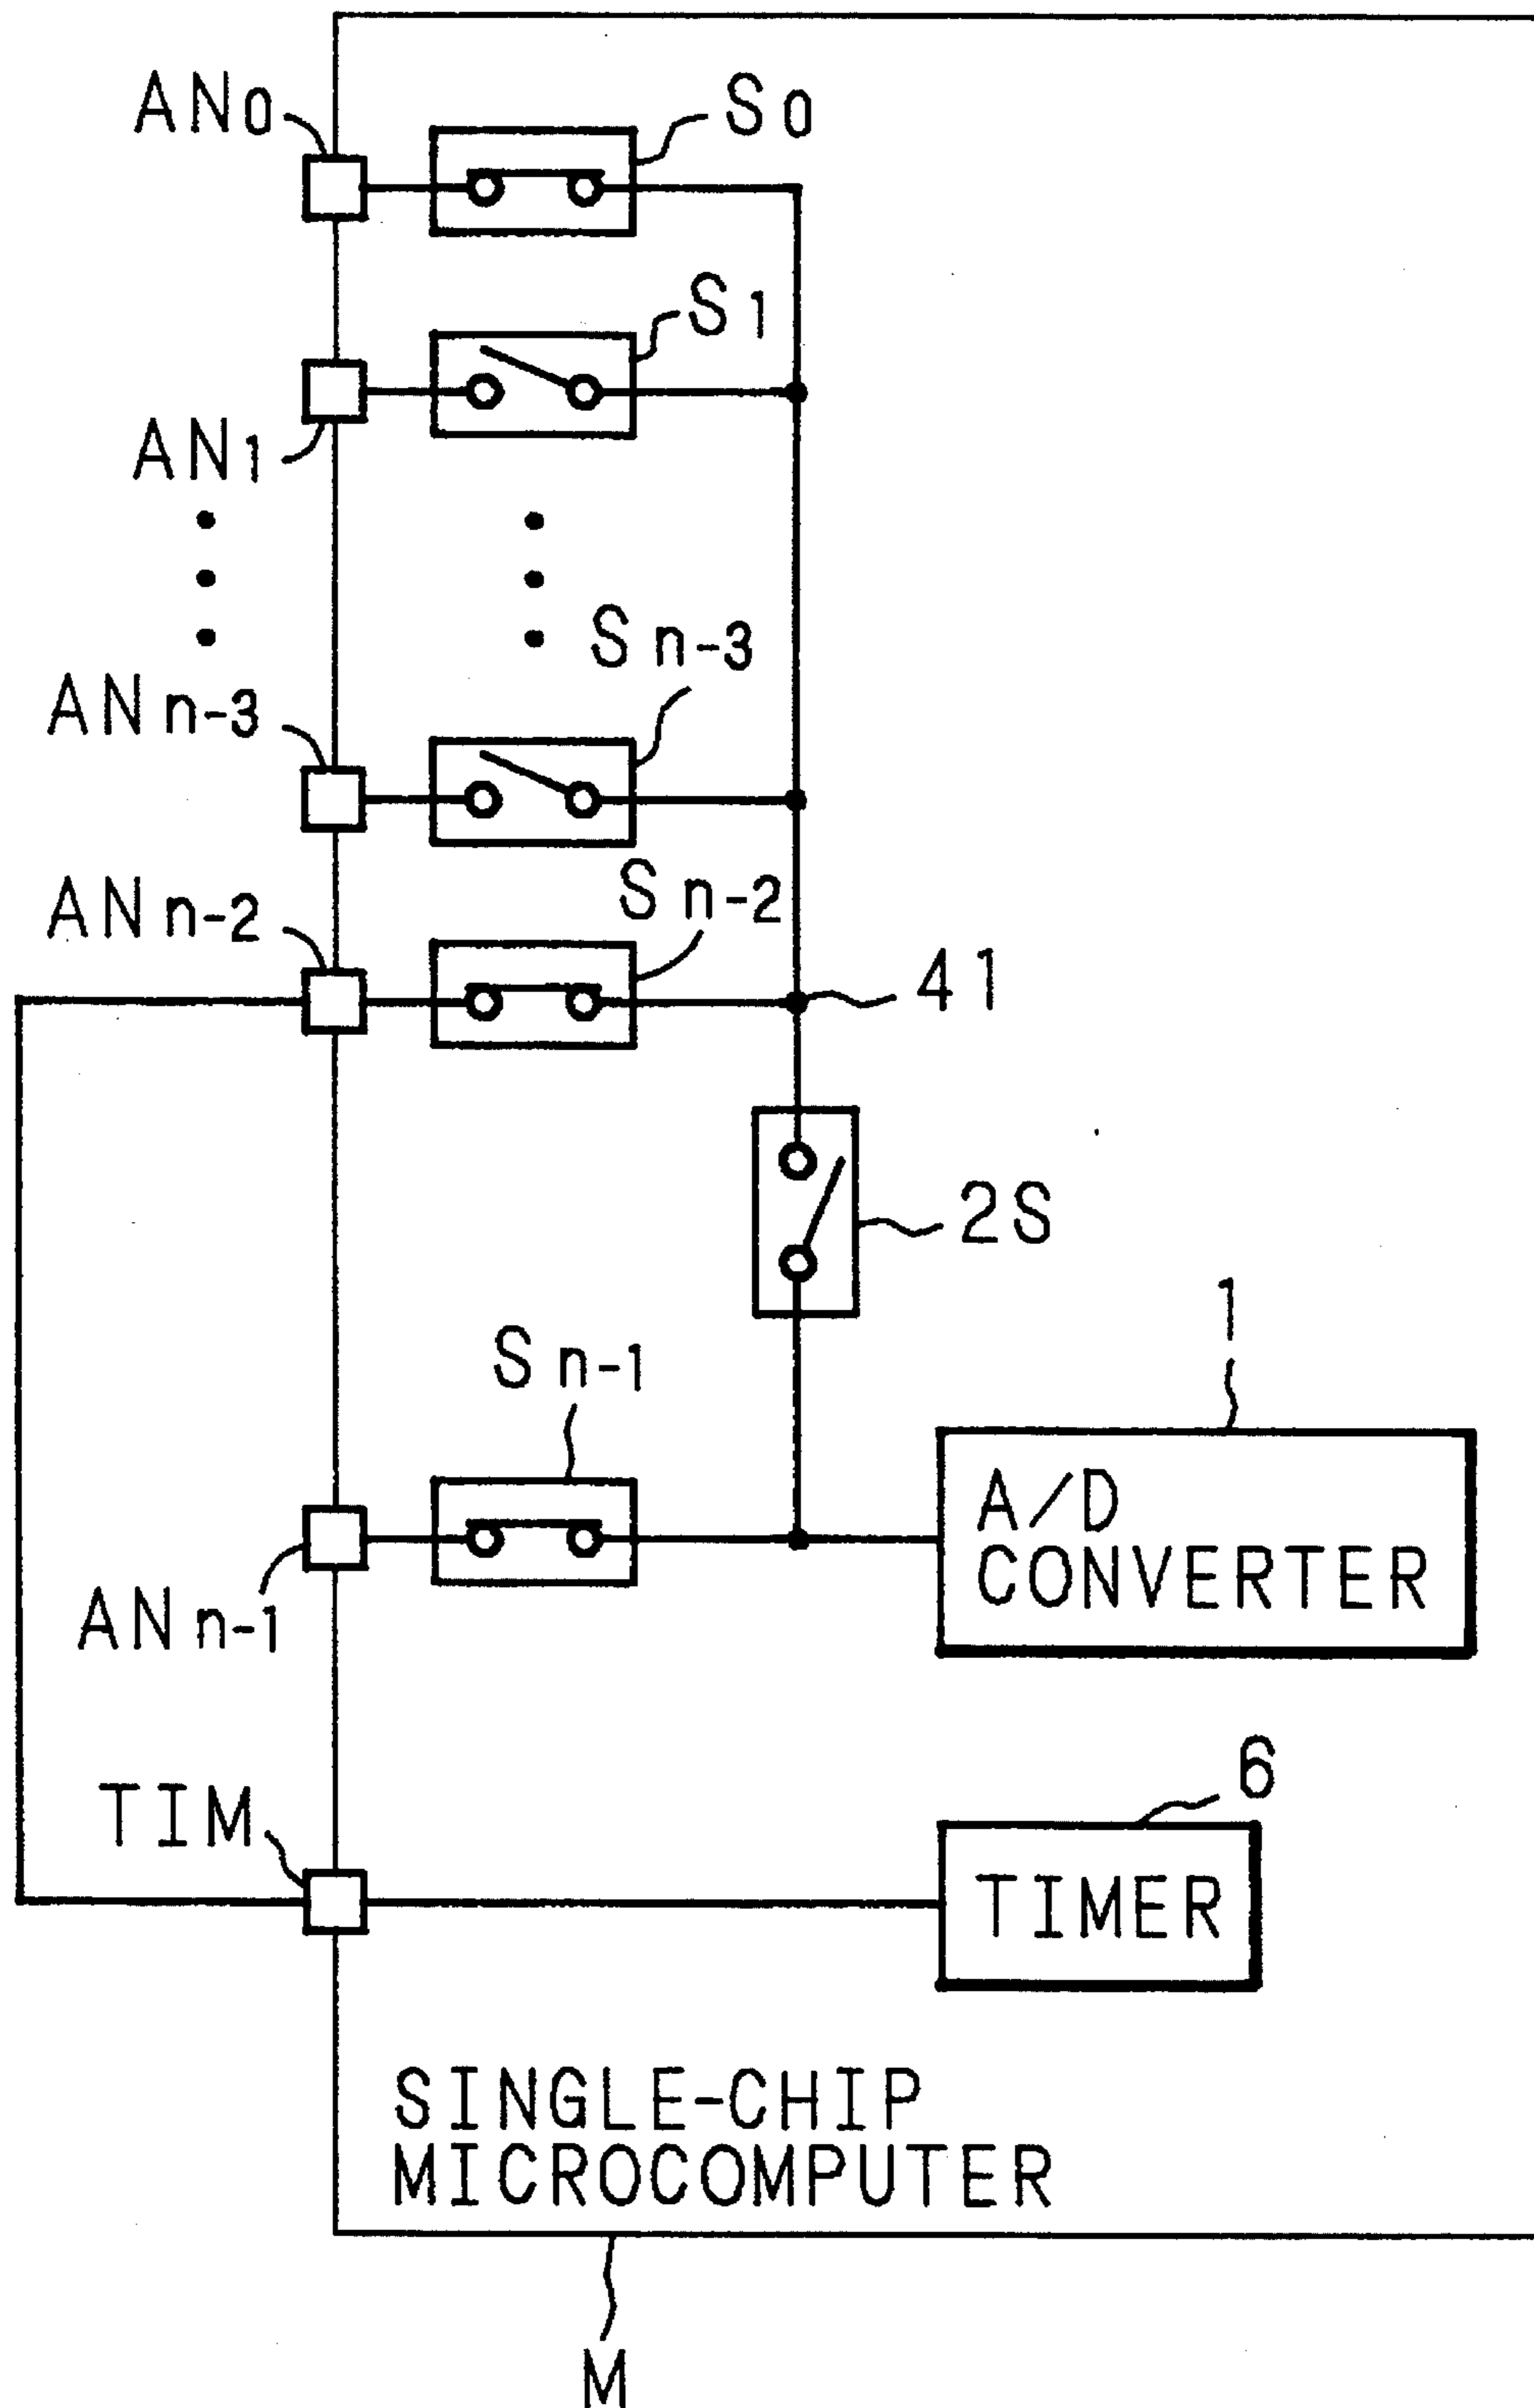 AN0
S0
S1
AN1
Sn-3
ANn-3
Sn-2
ANn-2
41
2S
1
Sn-1
A/D
CONVERTER
ANn-1
6
TIM
TIMER
SINGLE-CHIP
MICROCOMPUTER
M